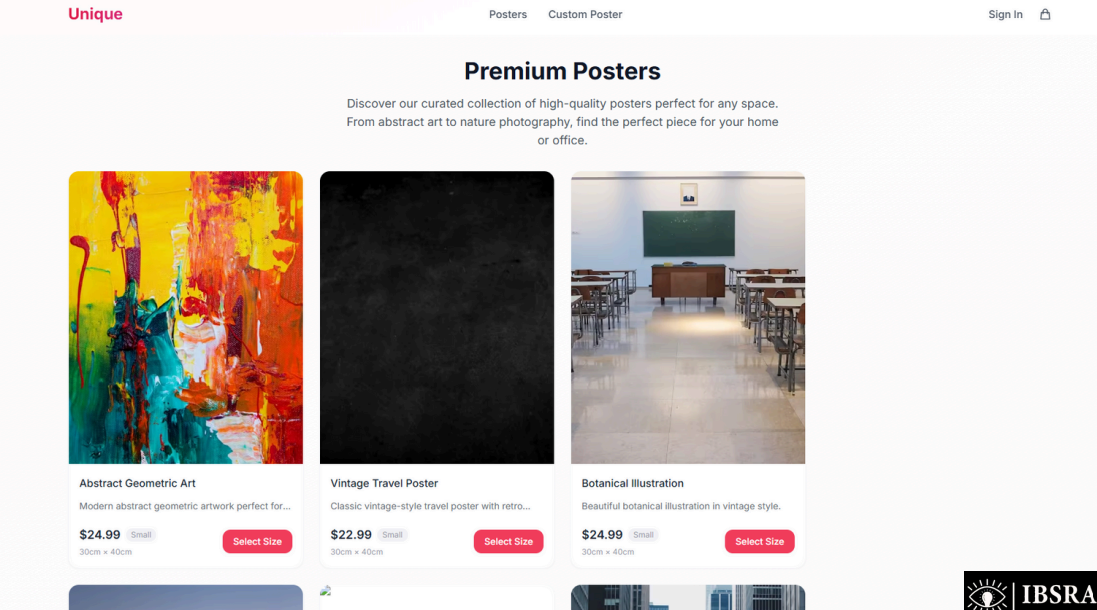 Unique
Posters
Custom Poster
Sign In
Premium Posters
Discover our curated collection of high-quality posters perfect for any space.
From abstract art to nature photography, find the perfect piece for your home
or office.
Abstract Geometric Art
Modern abstract geometric artwork perfect for...
$24.99 Small
30cm × 40cm
Select Size
Vintage Travel Poster
Classic vintage-style travel poster with retro...
$22.99 Small
30cm × 40cm
Select Size
Botanical Illustration
Beautiful botanical illustration in vintage style.
$24.99 Small
30cm × 40cm
Select Size
IBSRA